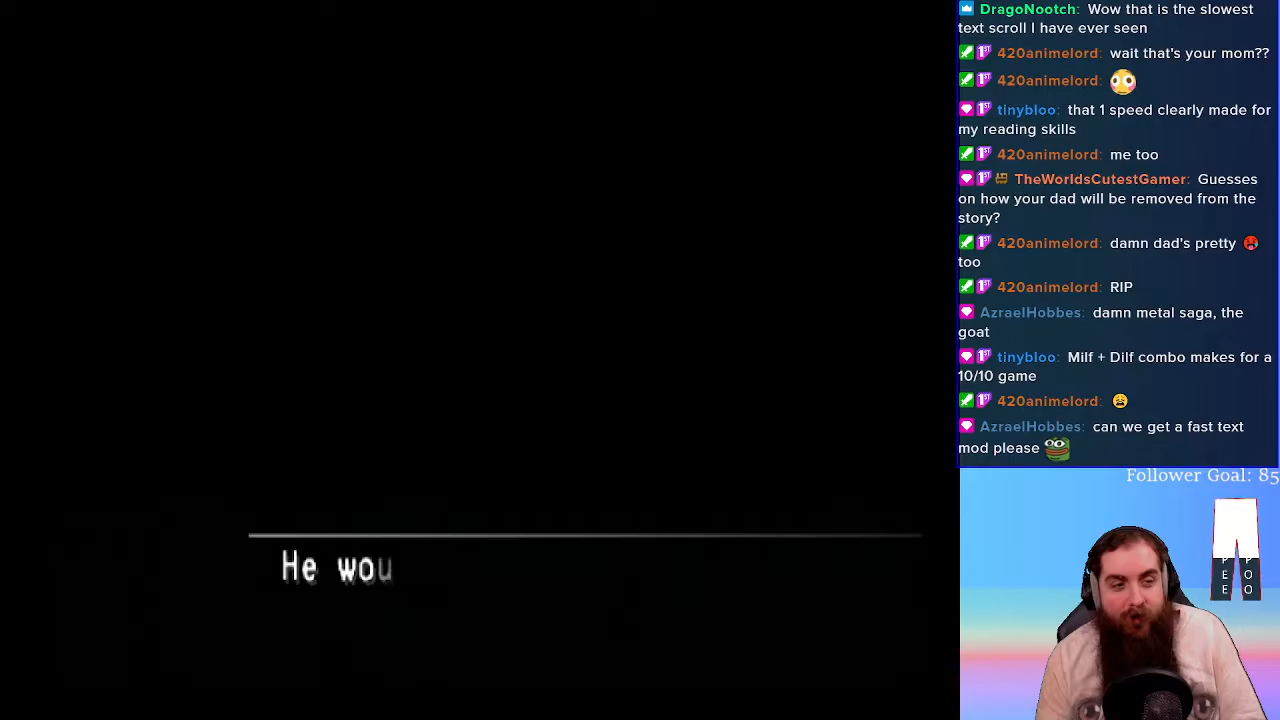 DragoNootch: Wow that is the slowest
text scroll I have ever seen
420animelord: wait that's your mom??
420animelord:
tinybloo: that 1 speed clearly made for
my reading skills
420animelord: me too
TheWorldsCutestGamer: Guesses
on how your dad will be removed from the
story?
420animelord: damn dad's pretty
too
420animelord: RIP
AzraelHobbes: damn metal saga, the
goat
tinybloo: Milf + Dilf combo makes for a
10/10 game
420animelord:
AzraelHobbes: can we get a fast text
mod please
Follower Goal: 85
He wou
P P
E O
E O